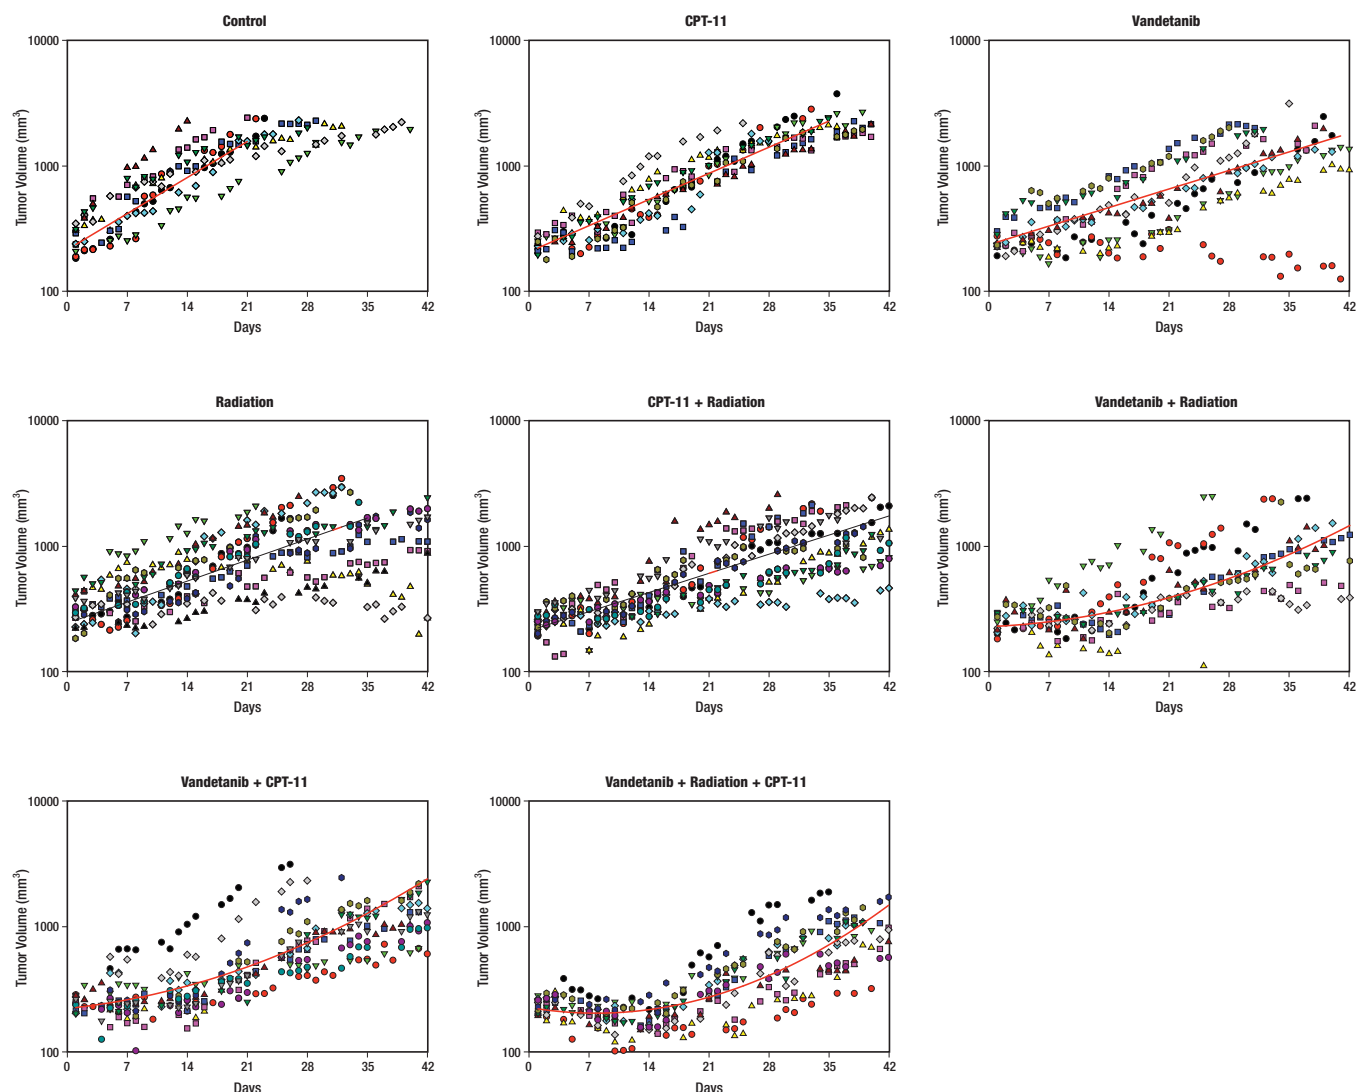 Control
CPT-11
Vandetanib
10000
10000
10000
Tumor Volume (mm³)
Tumor Volume (mm³)
Tumor Volume (mm³)
1000
1000
1000
100
100
100
0 7 14 21 28 35 42
0 7 14 21 28 35 42
0 7 14 21 28 35 42
Days
Days
Days
Radiation
CPT-11 + Radiation
Vandetanib + Radiation
10000
10000
10000
Tumor Volume (mm³)
Tumor Volume (mm³)
Tumor Volume (mm³)
1000
1000
1000
100
100
100
0 7 14 21 28 35 42
0 7 14 21 28 35 42
0 7 14 21 28 35 42
Days
Days
Days
Vandetanib + CPT-11
Vandetanib + Radiation + CPT-11
10000
10000
Tumor Volume (mm³)
Tumor Volume (mm³)
1000
1000
100
100
0 7 14 21 28 35 42
0 7 14 21 28 35 42
Days
Days